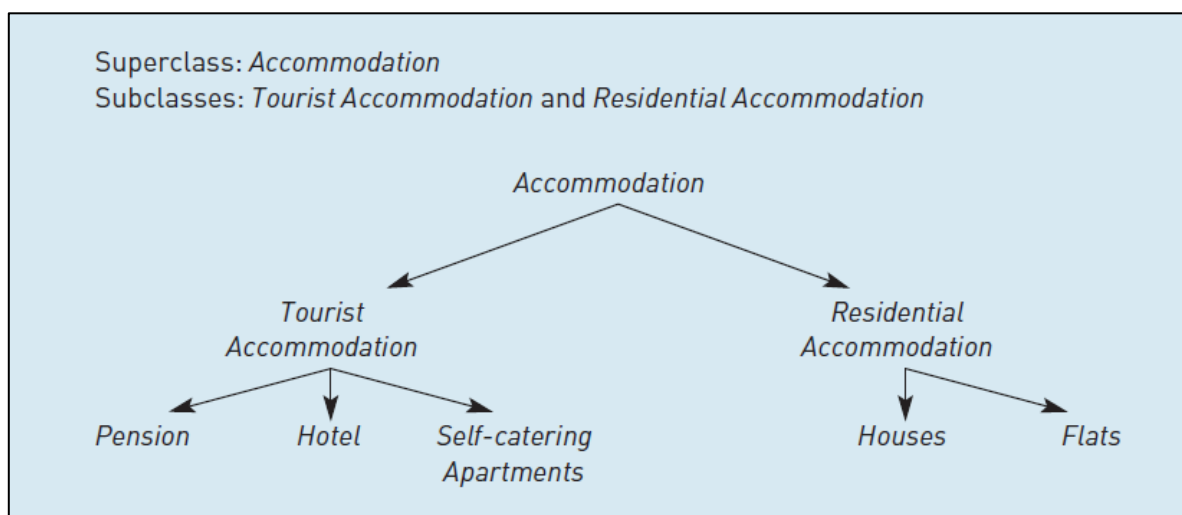 Superclass: Accommodation
Subclasses: Tourist Accommodation and Residential Accommodation
Accommodation
Tourist
Accommodation
Residential
Accommodation
Pension
Hotel
Self-catering
Apartments
Houses
Flats